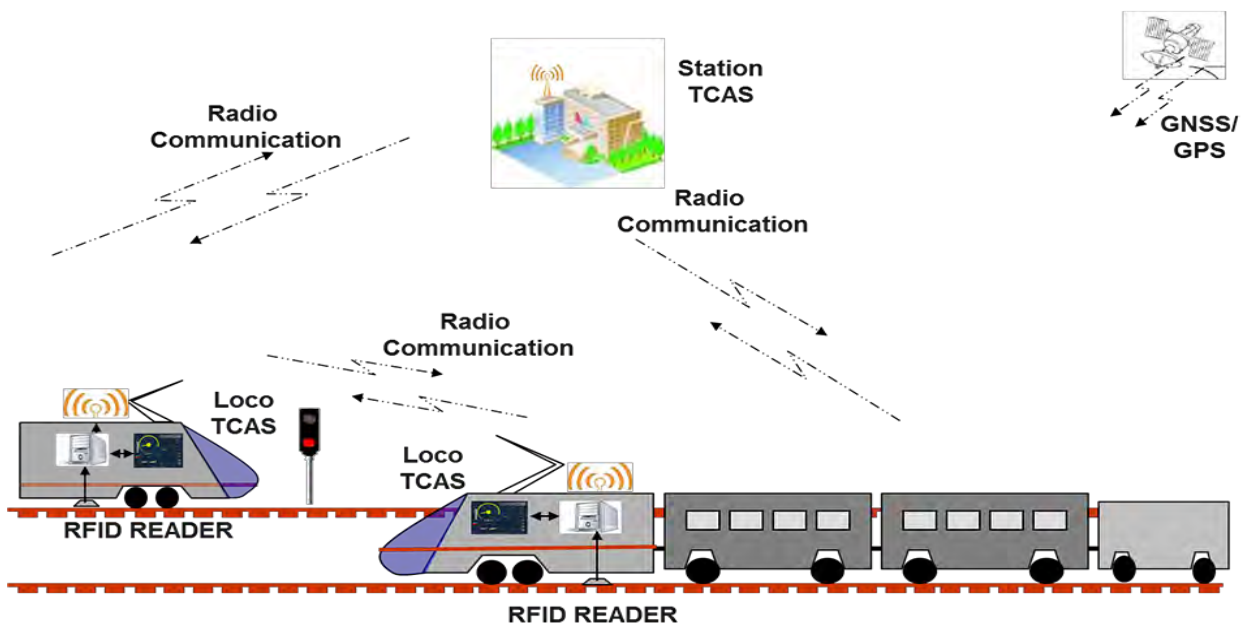 Station
TCAS
GNSS/
GPS
Radio
Communication
Radio
Communication
Radio
Communication
Loco
TCAS
Loco
TCAS
RFID READER
RFID READER